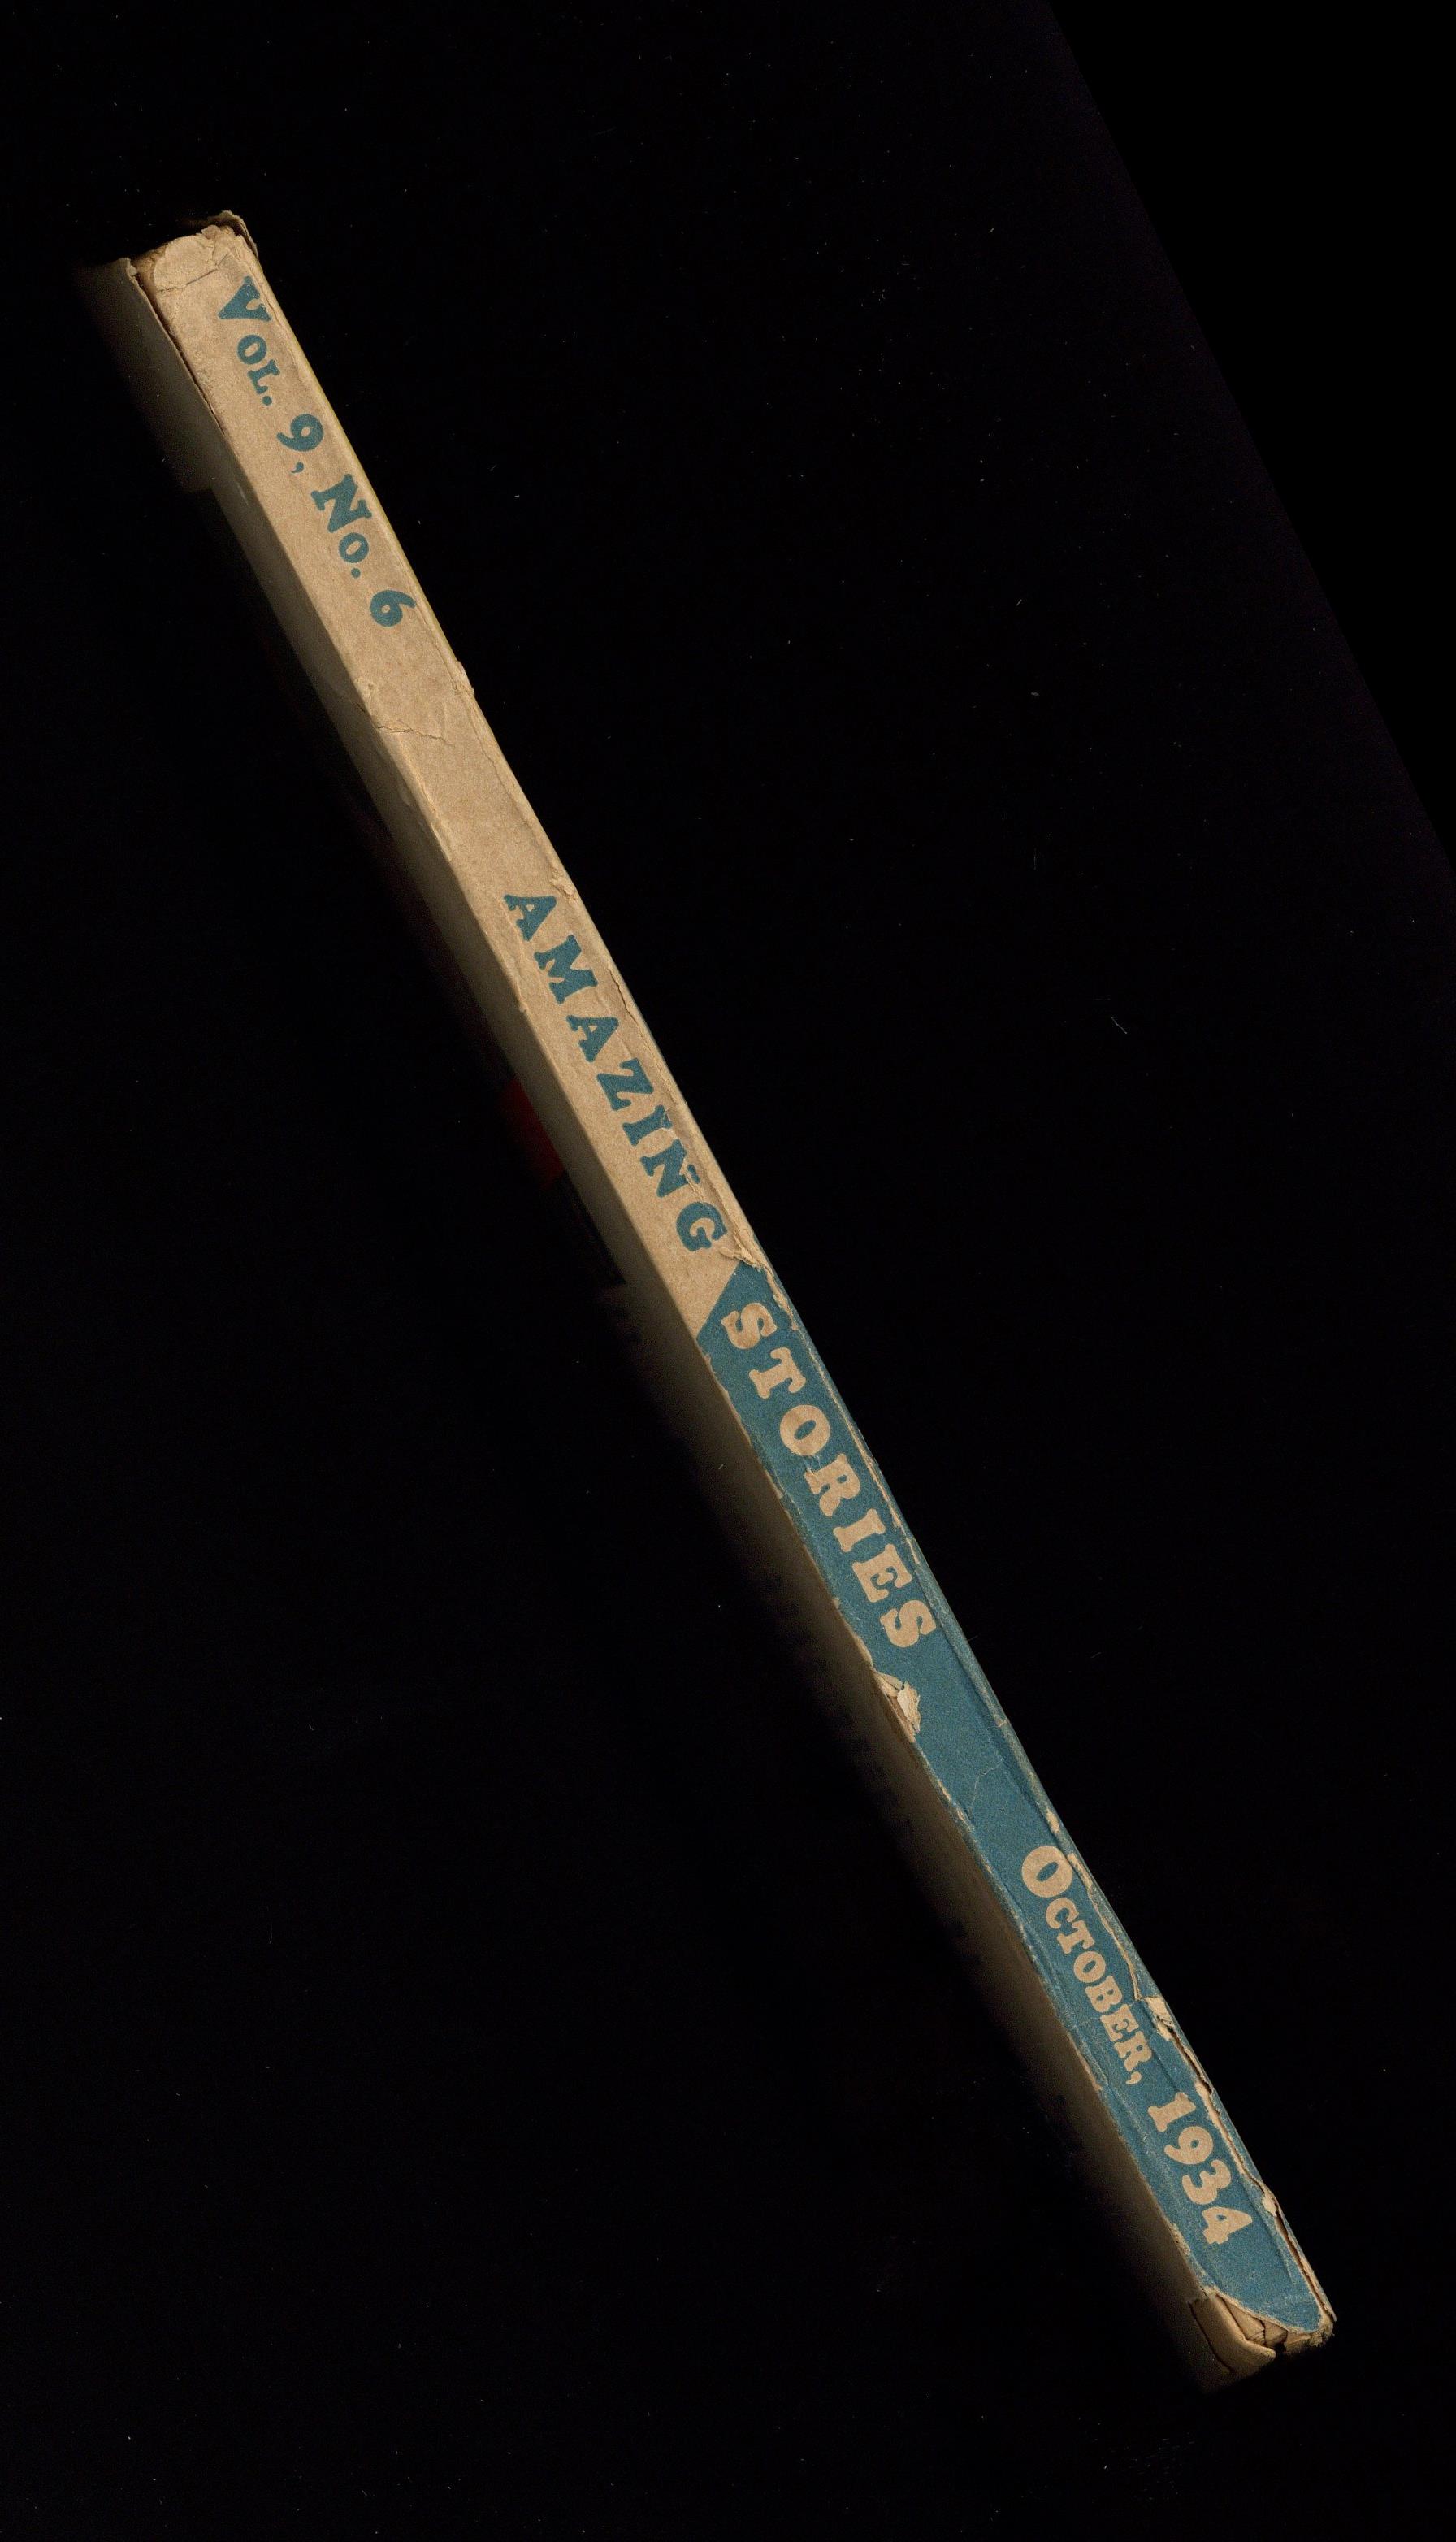 Vol. 9, No. 6
AMAZING STORIES
October, 1934